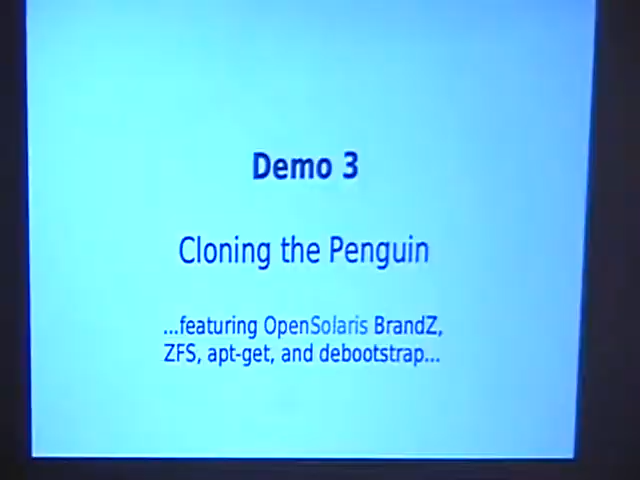 Demo 3
Cloning the Penguin
...featuring OpenSolaris BrandZ,
ZFS, apt-get, and debootstrap...